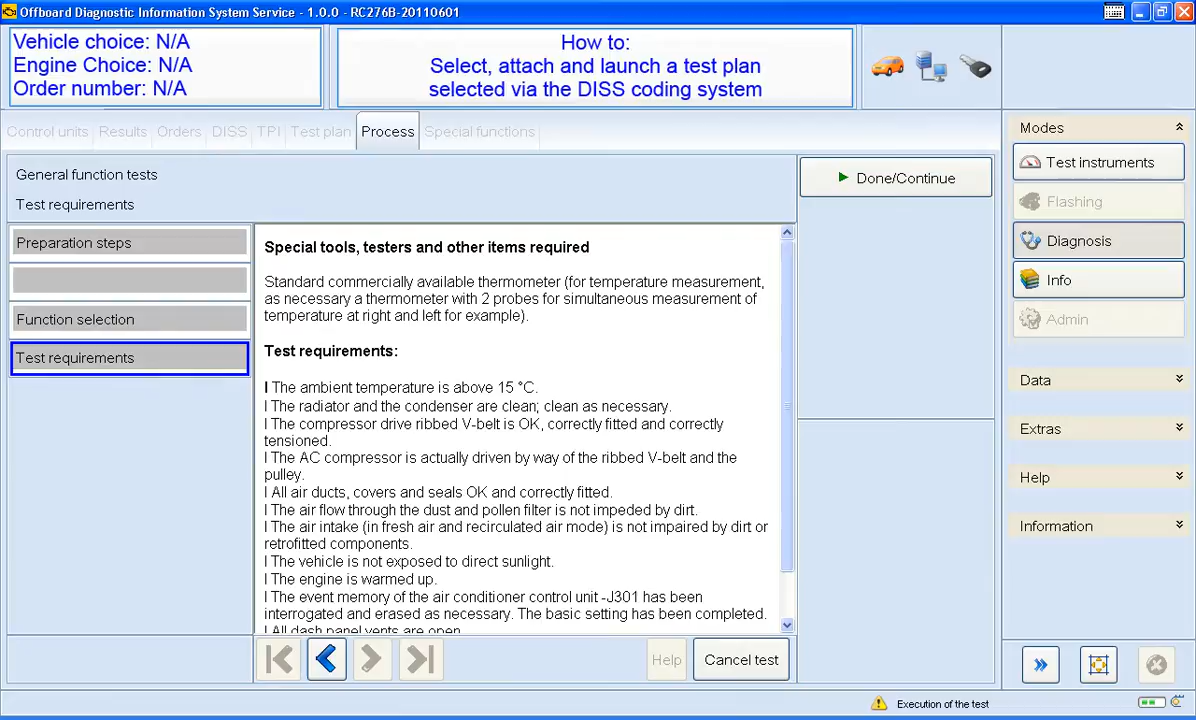 Offboard Diagnostic Information System Service - 1.0.0 - RC276B-20110601
Vehicle choice: N/A
Engine Choice: N/A
Order number: N/A
How to:
Select, attach and launch a test plan
selected via the DISS coding system
Control units
Results
Orders
DISS
TPI
Test plan
Process
Special functions
General function tests
Test requirements
Done/Continue
Preparation steps
Function selection
Test requirements
Special tools, testers and other items required
Standard commercially available thermometer (for temperature measurement,
as necessary a thermometer with 2 probes for simultaneous measurement of
temperature at right and left for example).
Test requirements:
l The ambient temperature is above 15 °C.
l The radiator and the condenser are clean; clean as necessary.
l The compressor drive ribbed V-belt is OK, correctly fitted and correctly
tensioned.
l The AC compressor is actually driven by way of the ribbed V-belt and the
pulley.
l All air ducts, covers and seals OK and correctly fitted.
l The air flow through the dust and pollen filter is not impeded by dirt.
l The air intake (in fresh air and recirculated air mode) is not impaired by dirt or
retrofitted components.
l The vehicle is not exposed to direct sunlight.
l The engine is warmed up.
l The event memory of the air conditioner control unit -J301 has been
interrogated and erased as necessary. The basic setting has been completed.
l All dash panel vents are open
Help
Cancel test
Modes
Test instruments
Flashing
Diagnosis
Info
Admin
Data
Extras
Help
Information
Execution of the test